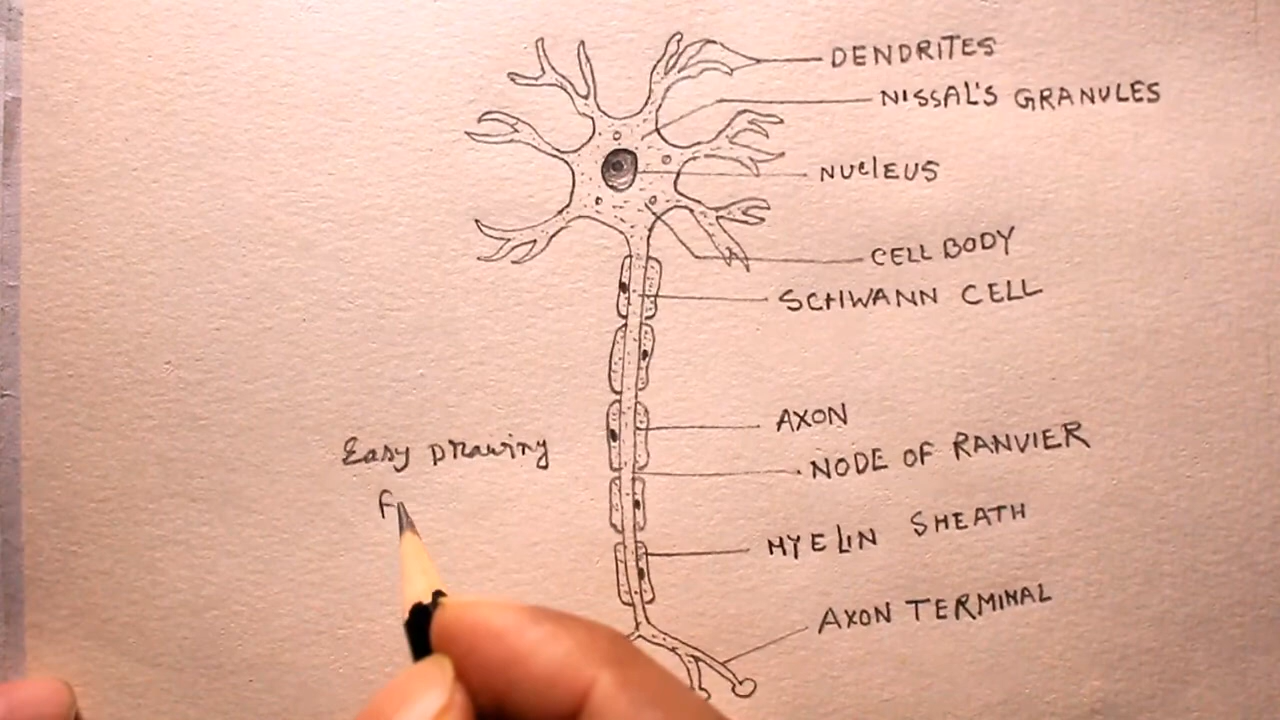 DENDRITES
NISSAL'S GRANULES
NUCLEUS
CELL BODY
SCHWANN CELL
AXON
NODE OF RANVIER
MYELIN SHEATH
AXON TERMINAL
Easy Drawing